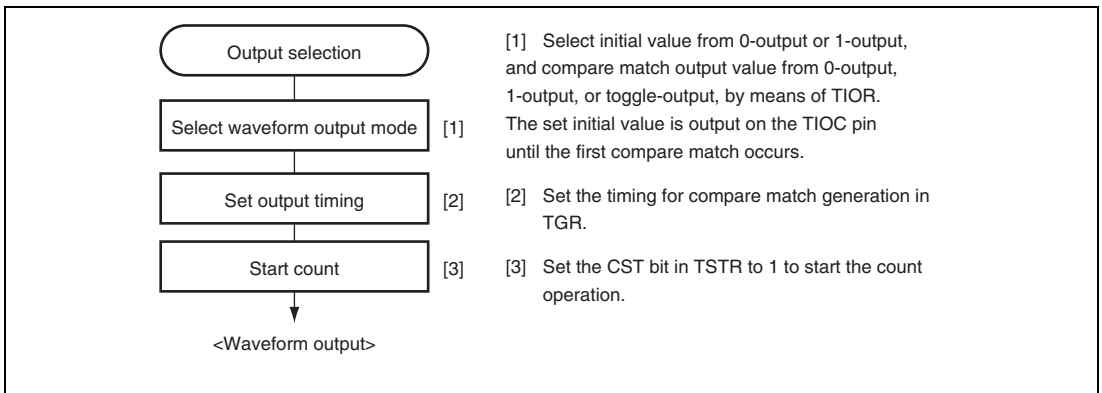 Output selection
Select waveform output mode [1]
Set output timing [2]
Start count [3]
<Waveform output>
[1] Select initial value from 0-output or 1-output,
and compare match output value from 0-output,
1-output, or toggle-output, by means of TIOR.
The set initial value is output on the TIOC pin
until the first compare match occurs.
[2] Set the timing for compare match generation in
TGR.
[3] Set the CST bit in TSTR to 1 to start the count
operation.